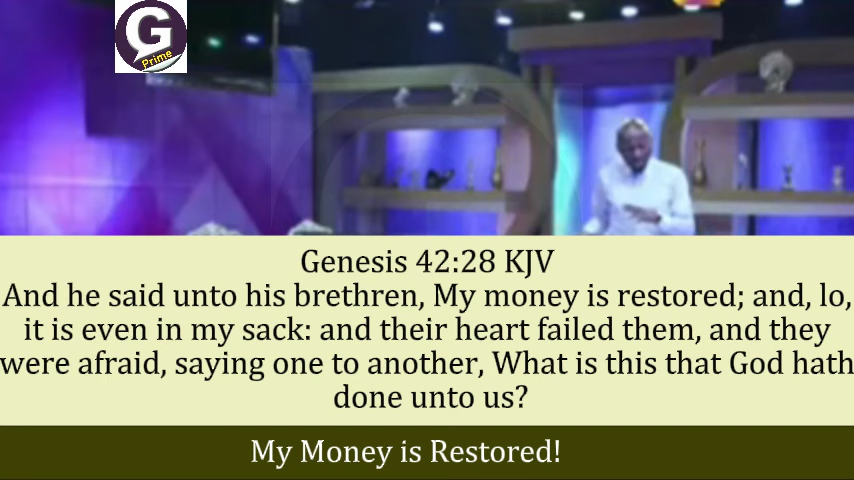 G
Prime
Genesis 42:28 KJV
And he said unto his brethren, My money is restored; and, lo,
it is even in my sack: and their heart failed them, and they
were afraid, saying one to another, What is this that God hath
done unto us?
My Money is Restored!